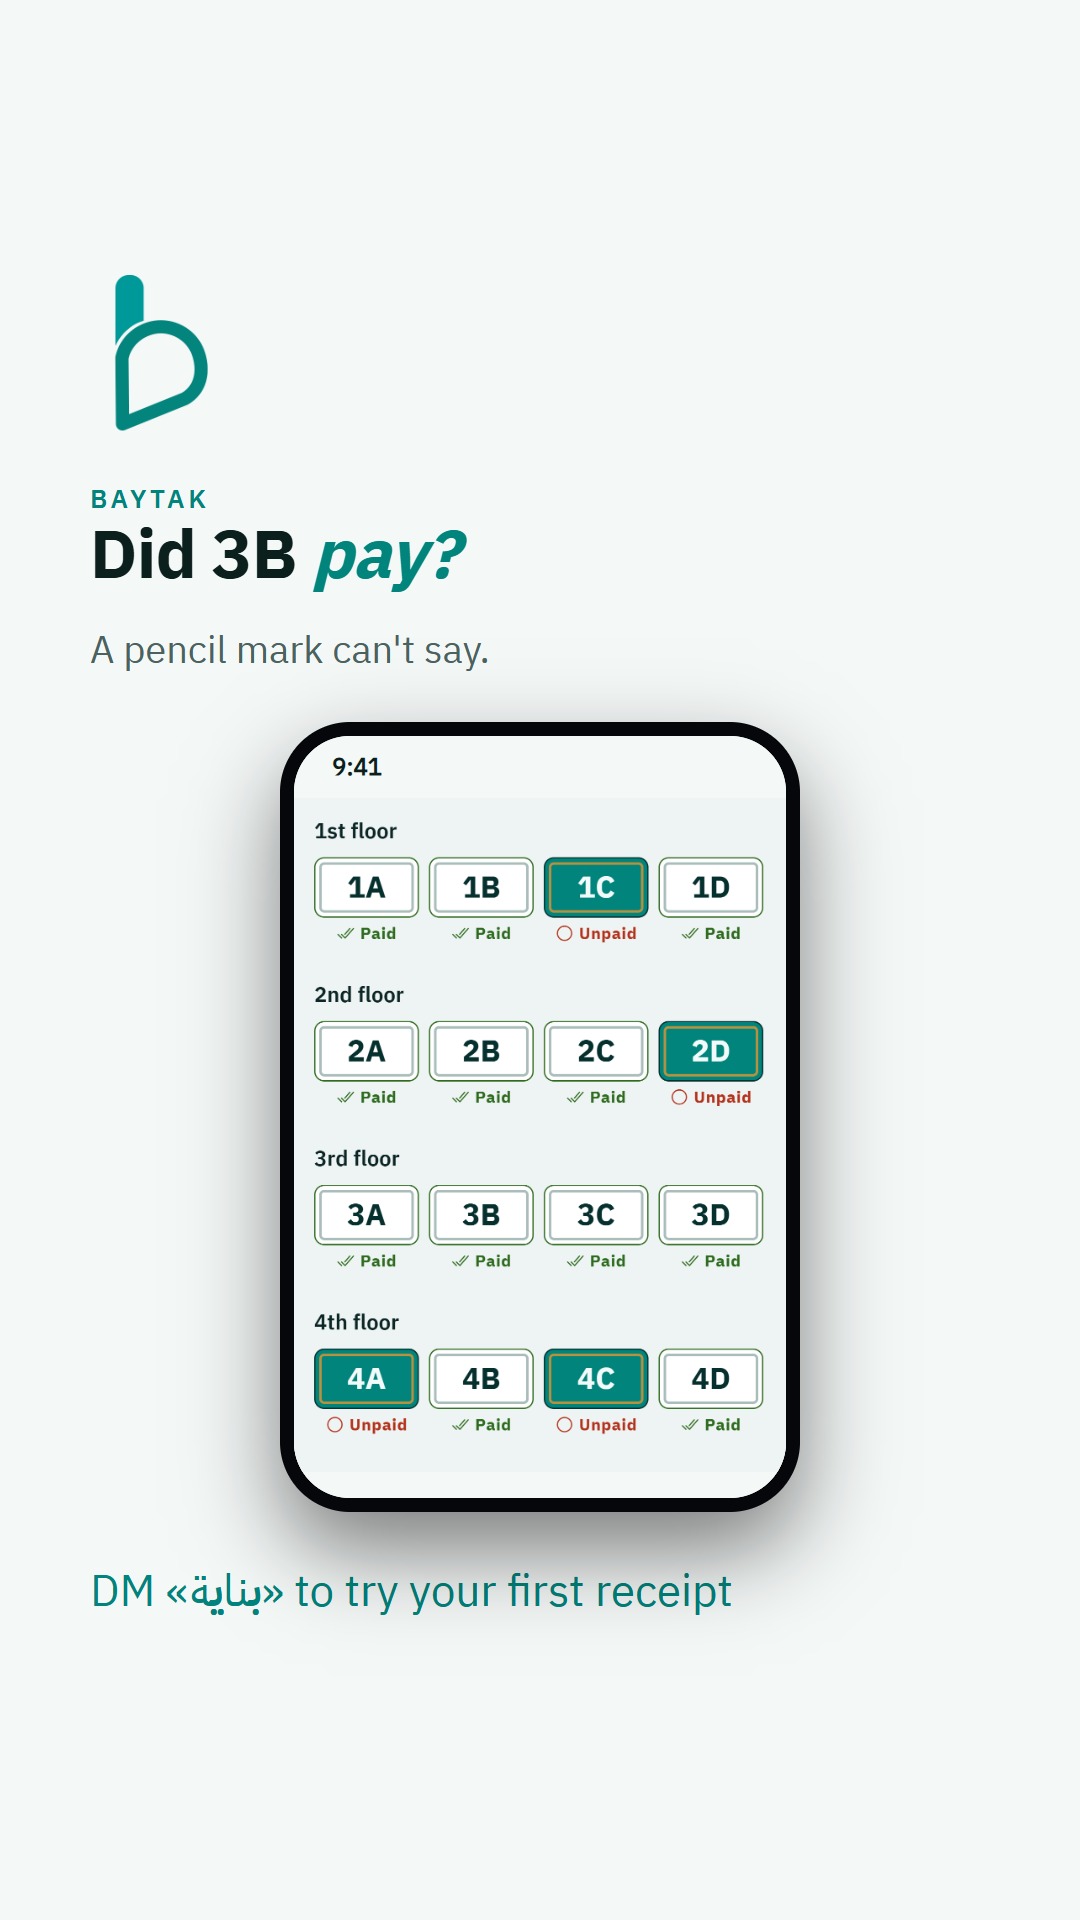 BAYTAK
Did 3B pay?
A pencil mark can't say.
9:41
1st floor
1A 1B 1C 1D
Paid Paid Unpaid Paid
2nd floor
2A 2B 2C 2D
Paid Paid Paid Unpaid
3rd floor
3A 3B 3C 3D
Paid Paid Paid Paid
4th floor
4A 4B 4C 4D
Unpaid Paid Unpaid Paid
DM «بناية» to try your first receipt